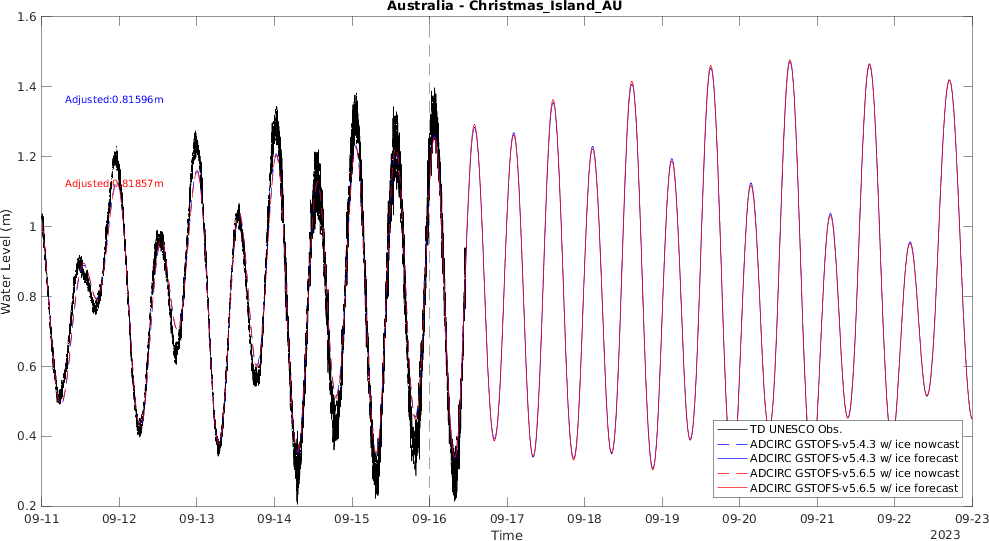 Australia - Christmas_Island_AU
1.6
1.4
1.2
1
0.8
0.6
0.4
0.2
Water Level (m)
Adjusted:0.81596m
Adjusted:0.81857m
TD UNESCO Obs.
ADCIRC GSTOFS-v5.4.3 w/ ice nowcast
ADCIRC GSTOFS-v5.4.3 w/ ice forecast
ADCIRC GSTOFS-v5.6.5 w/ ice nowcast
ADCIRC GSTOFS-v5.6.5 w/ ice forecast
09-11 09-12 09-13 09-14 09-15 09-16 09-17 09-18 09-19 09-20 09-21 09-22 09-23
Time
2023